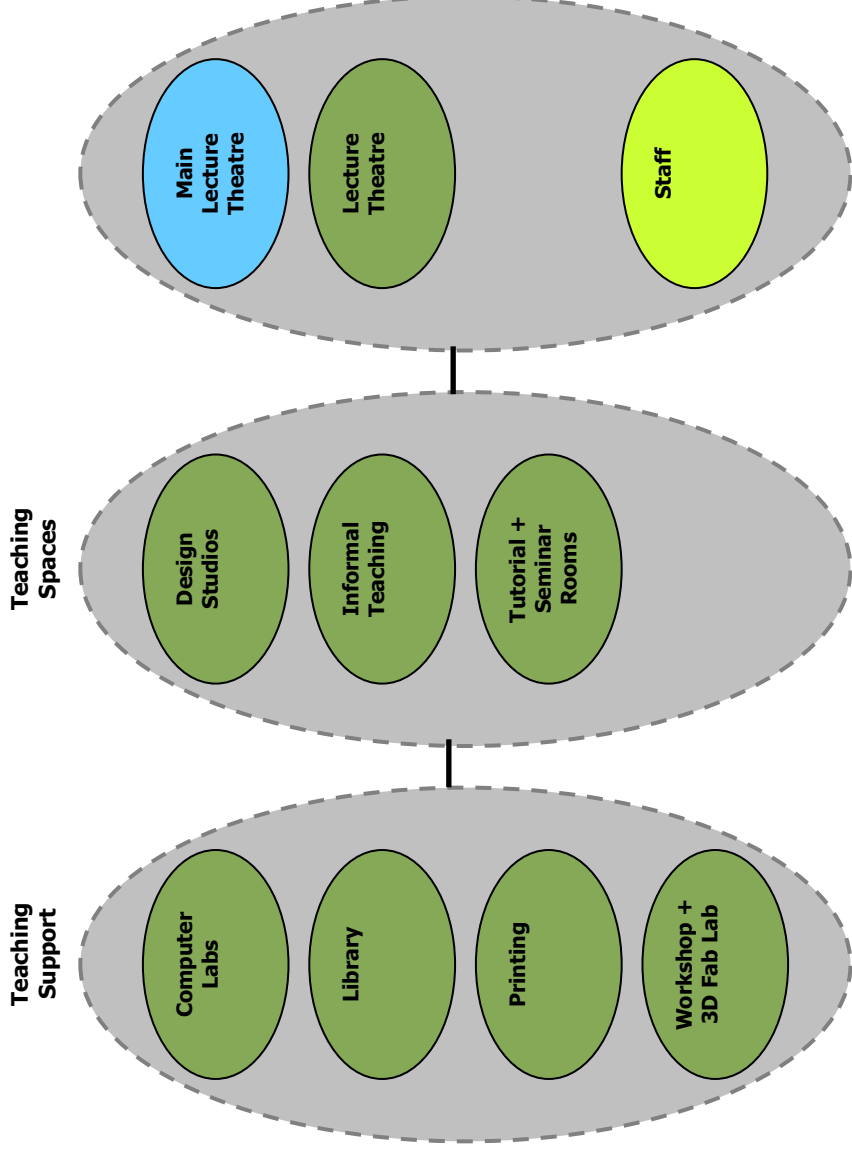 Teaching
Support
Computer
Labs
Library
Printing
Workshop +
3D Fab Lab
Teaching
Spaces
Design
Studios
Informal
Teaching
Tutorial +
Seminar
Rooms
Main
Lecture
Theatre
Lecture
Theatre
Staff